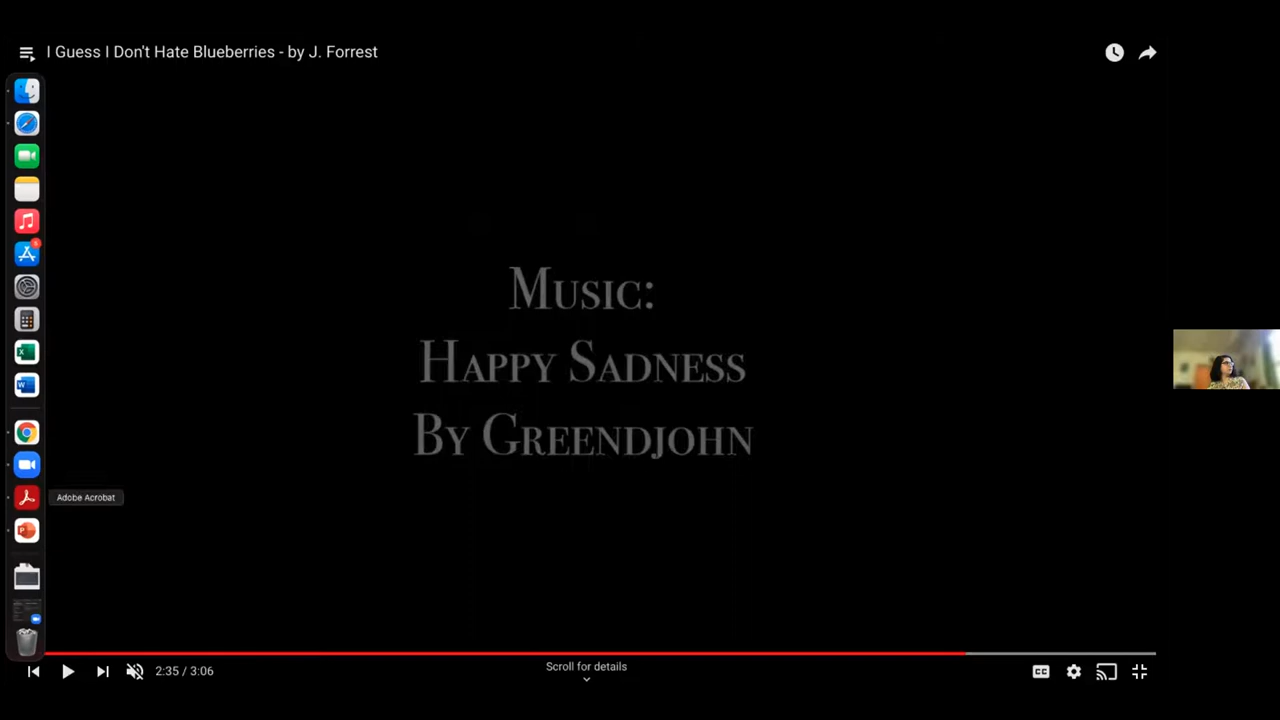 I Guess I Don't Hate Blueberries - by J. Forrest
Music:
Happy Sadness
By Greendjohn
Adobe Acrobat
Scroll for details
2:35 / 3:06
CC